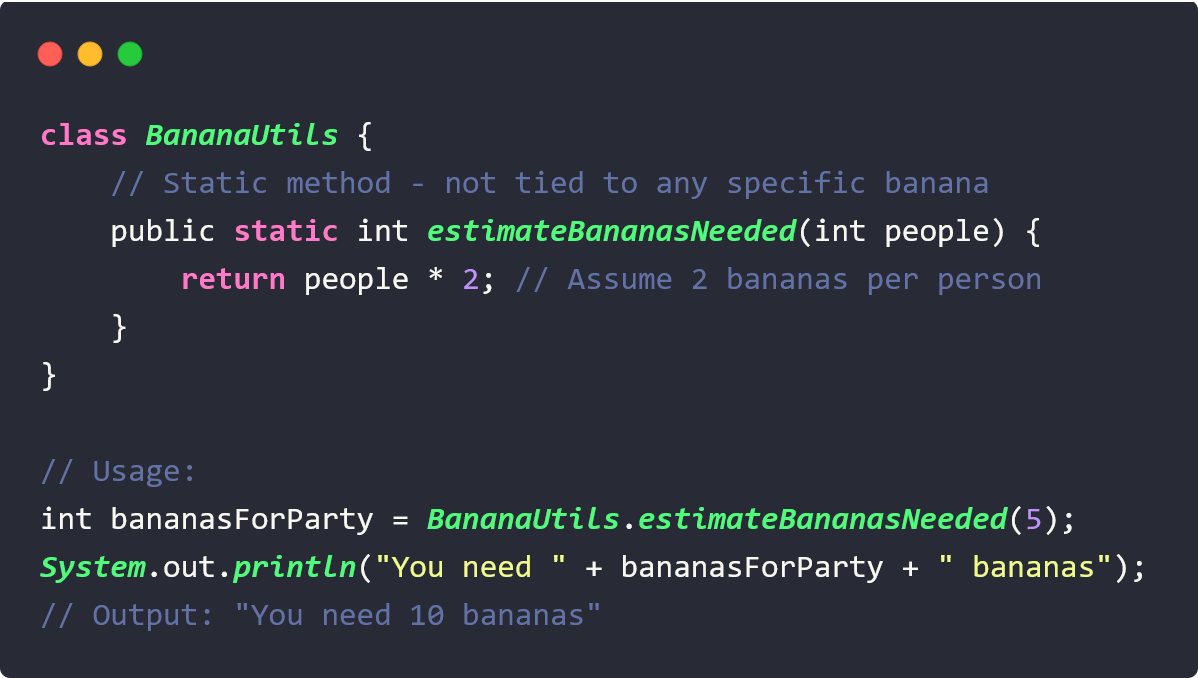 class BananaUtils {
    // Static method - not tied to any specific banana
    public static int estimateBananasNeeded(int people) {
        return people * 2; // Assume 2 bananas per person
    }
}

// Usage:
int bananasForParty = BananaUtils.estimateBananasNeeded(5);
System.out.println("You need " + bananasForParty + " bananas");
// Output: "You need 10 bananas"